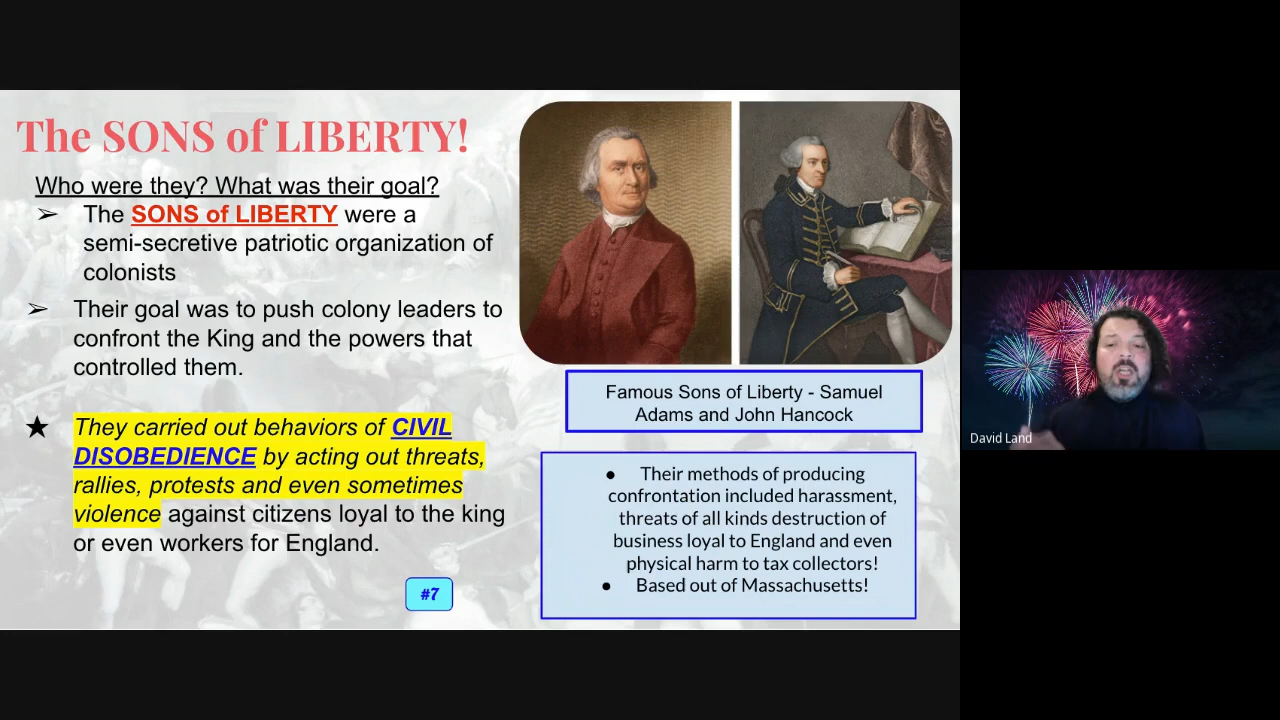 The SONS of LIBERTY!
Who were they? What was their goal?
➢ The SONS of LIBERTY were a
semi-secretive patriotic organization of
colonists
➢ Their goal was to push colony leaders to
confront the King and the powers that
controlled them.
★ They carried out behaviors of CIVIL
DISOBEDIENCE by acting out threats,
rallies, protests and even sometimes
violence against citizens loyal to the king
or even workers for England.
#7
Famous Sons of Liberty - Samuel
Adams and John Hancock
● Their methods of producing
confrontation included harassment,
threats of all kinds destruction of
business loyal to England and even
physical harm to tax collectors!
● Based out of Massachusetts!
David Land